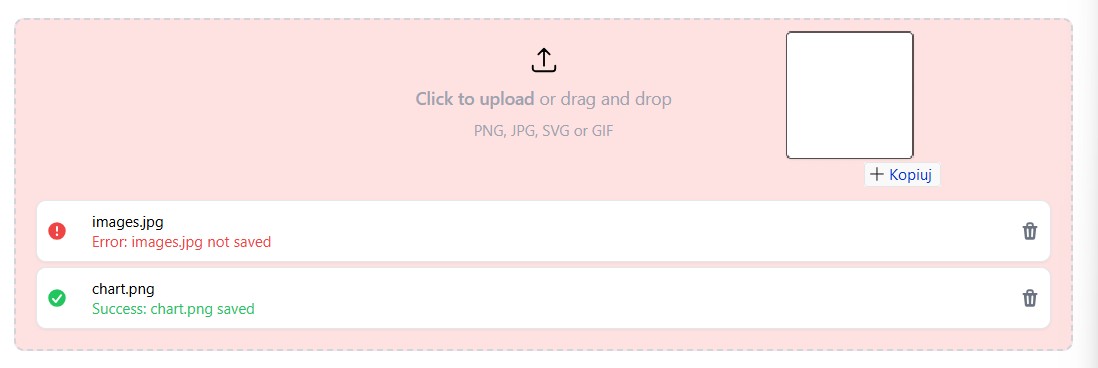 Click to upload or drag and drop
PNG, JPG, SVG or GIF
Kopiuj
images.jpg
Error: images.jpg not saved
chart.png
Success: chart.png saved